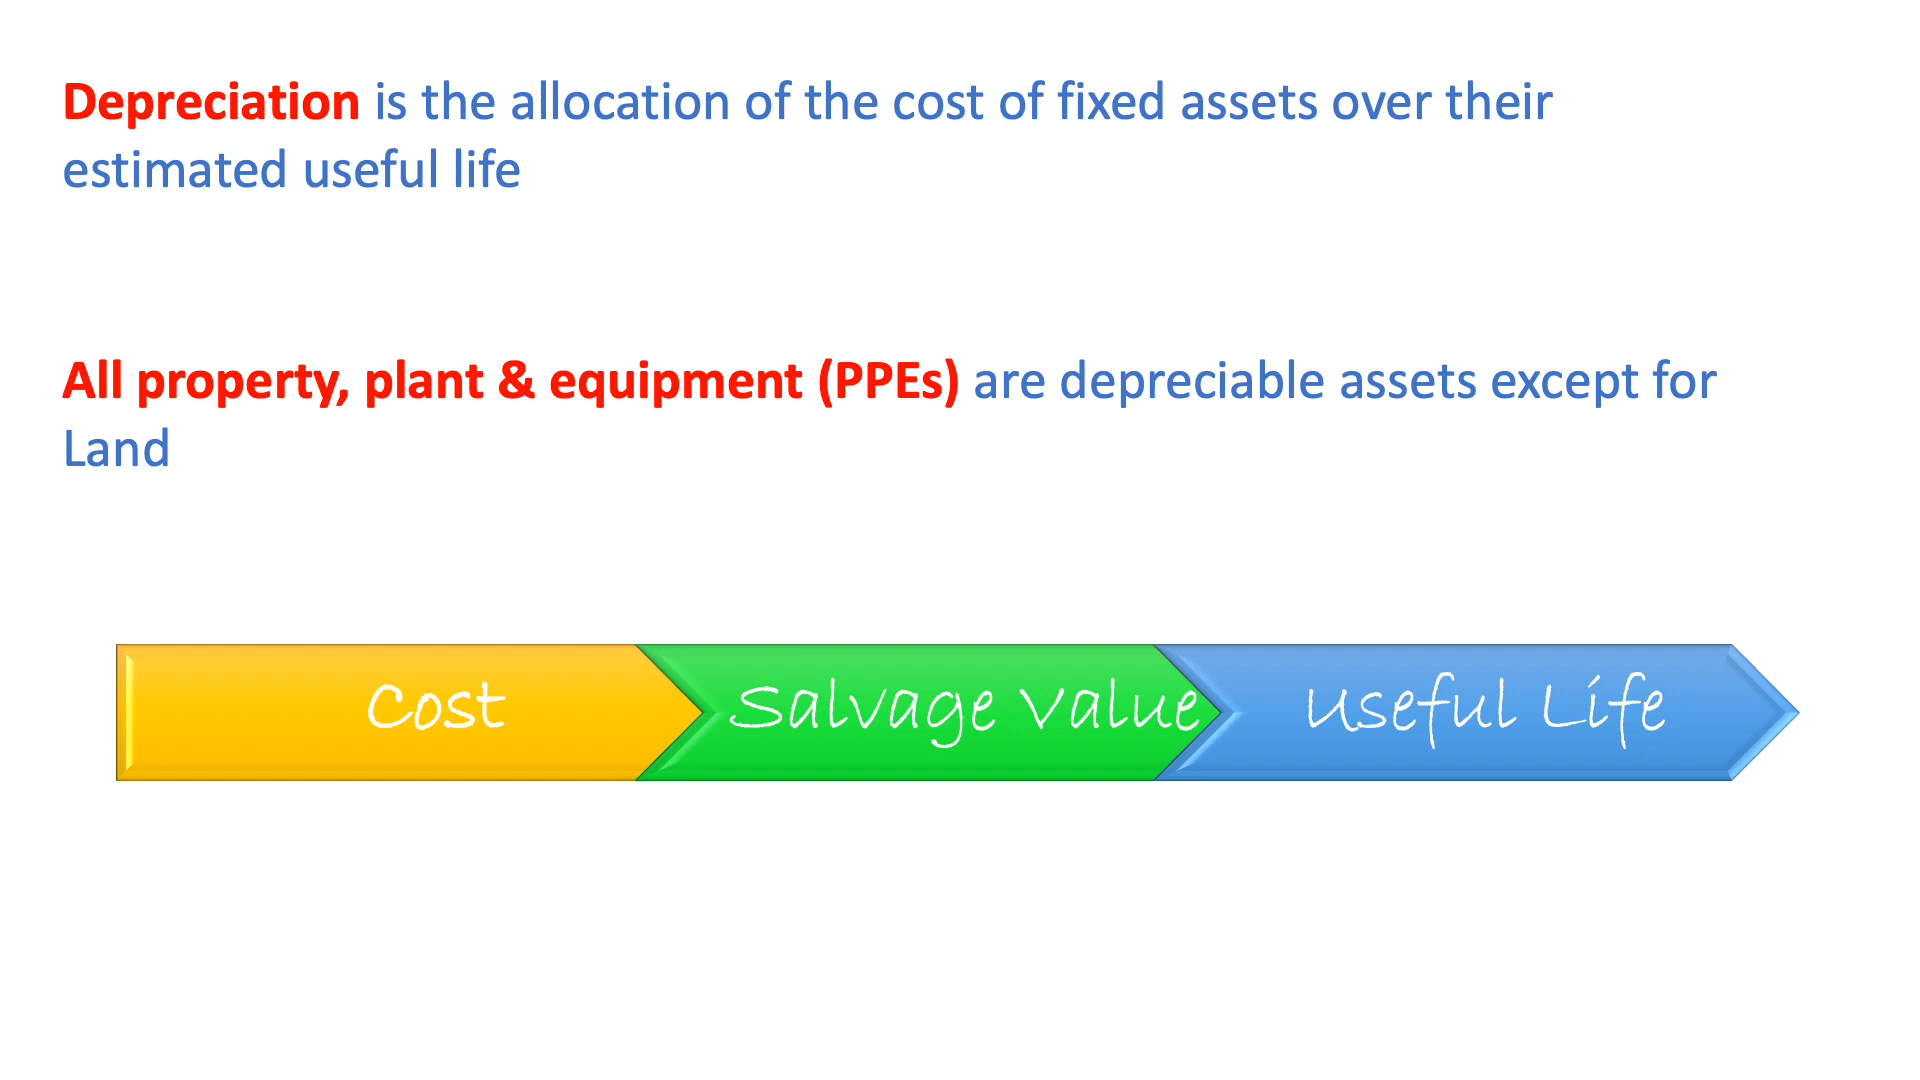 Depreciation is the allocation of the cost of fixed assets over their
estimated useful life
All property, plant & equipment (PPEs) are depreciable assets except for
Land
Cost
Salvage Value
Useful Life